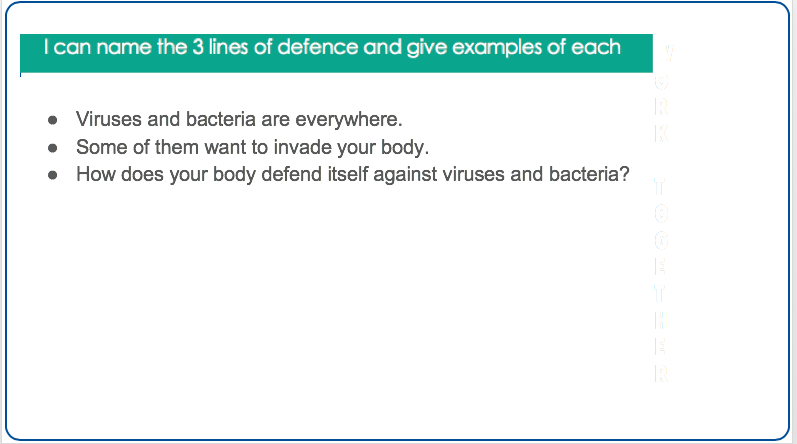 I can name the 3 lines of defence and give examples of each
● Viruses and bacteria are everywhere.
● Some of them want to invade your body.
● How does your body defend itself against viruses and bacteria?
W
O
R
K
T
O
G
E
T
H
E
R